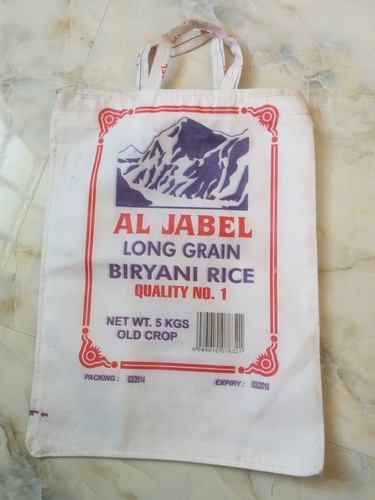 AL JABEL
LONG GRAIN
BIRYANI RICE
QUALITY NO. 1
NET WT. 5 KGS
OLD CROP
PACKING: 03/2014
EXPIRY: 03/2016